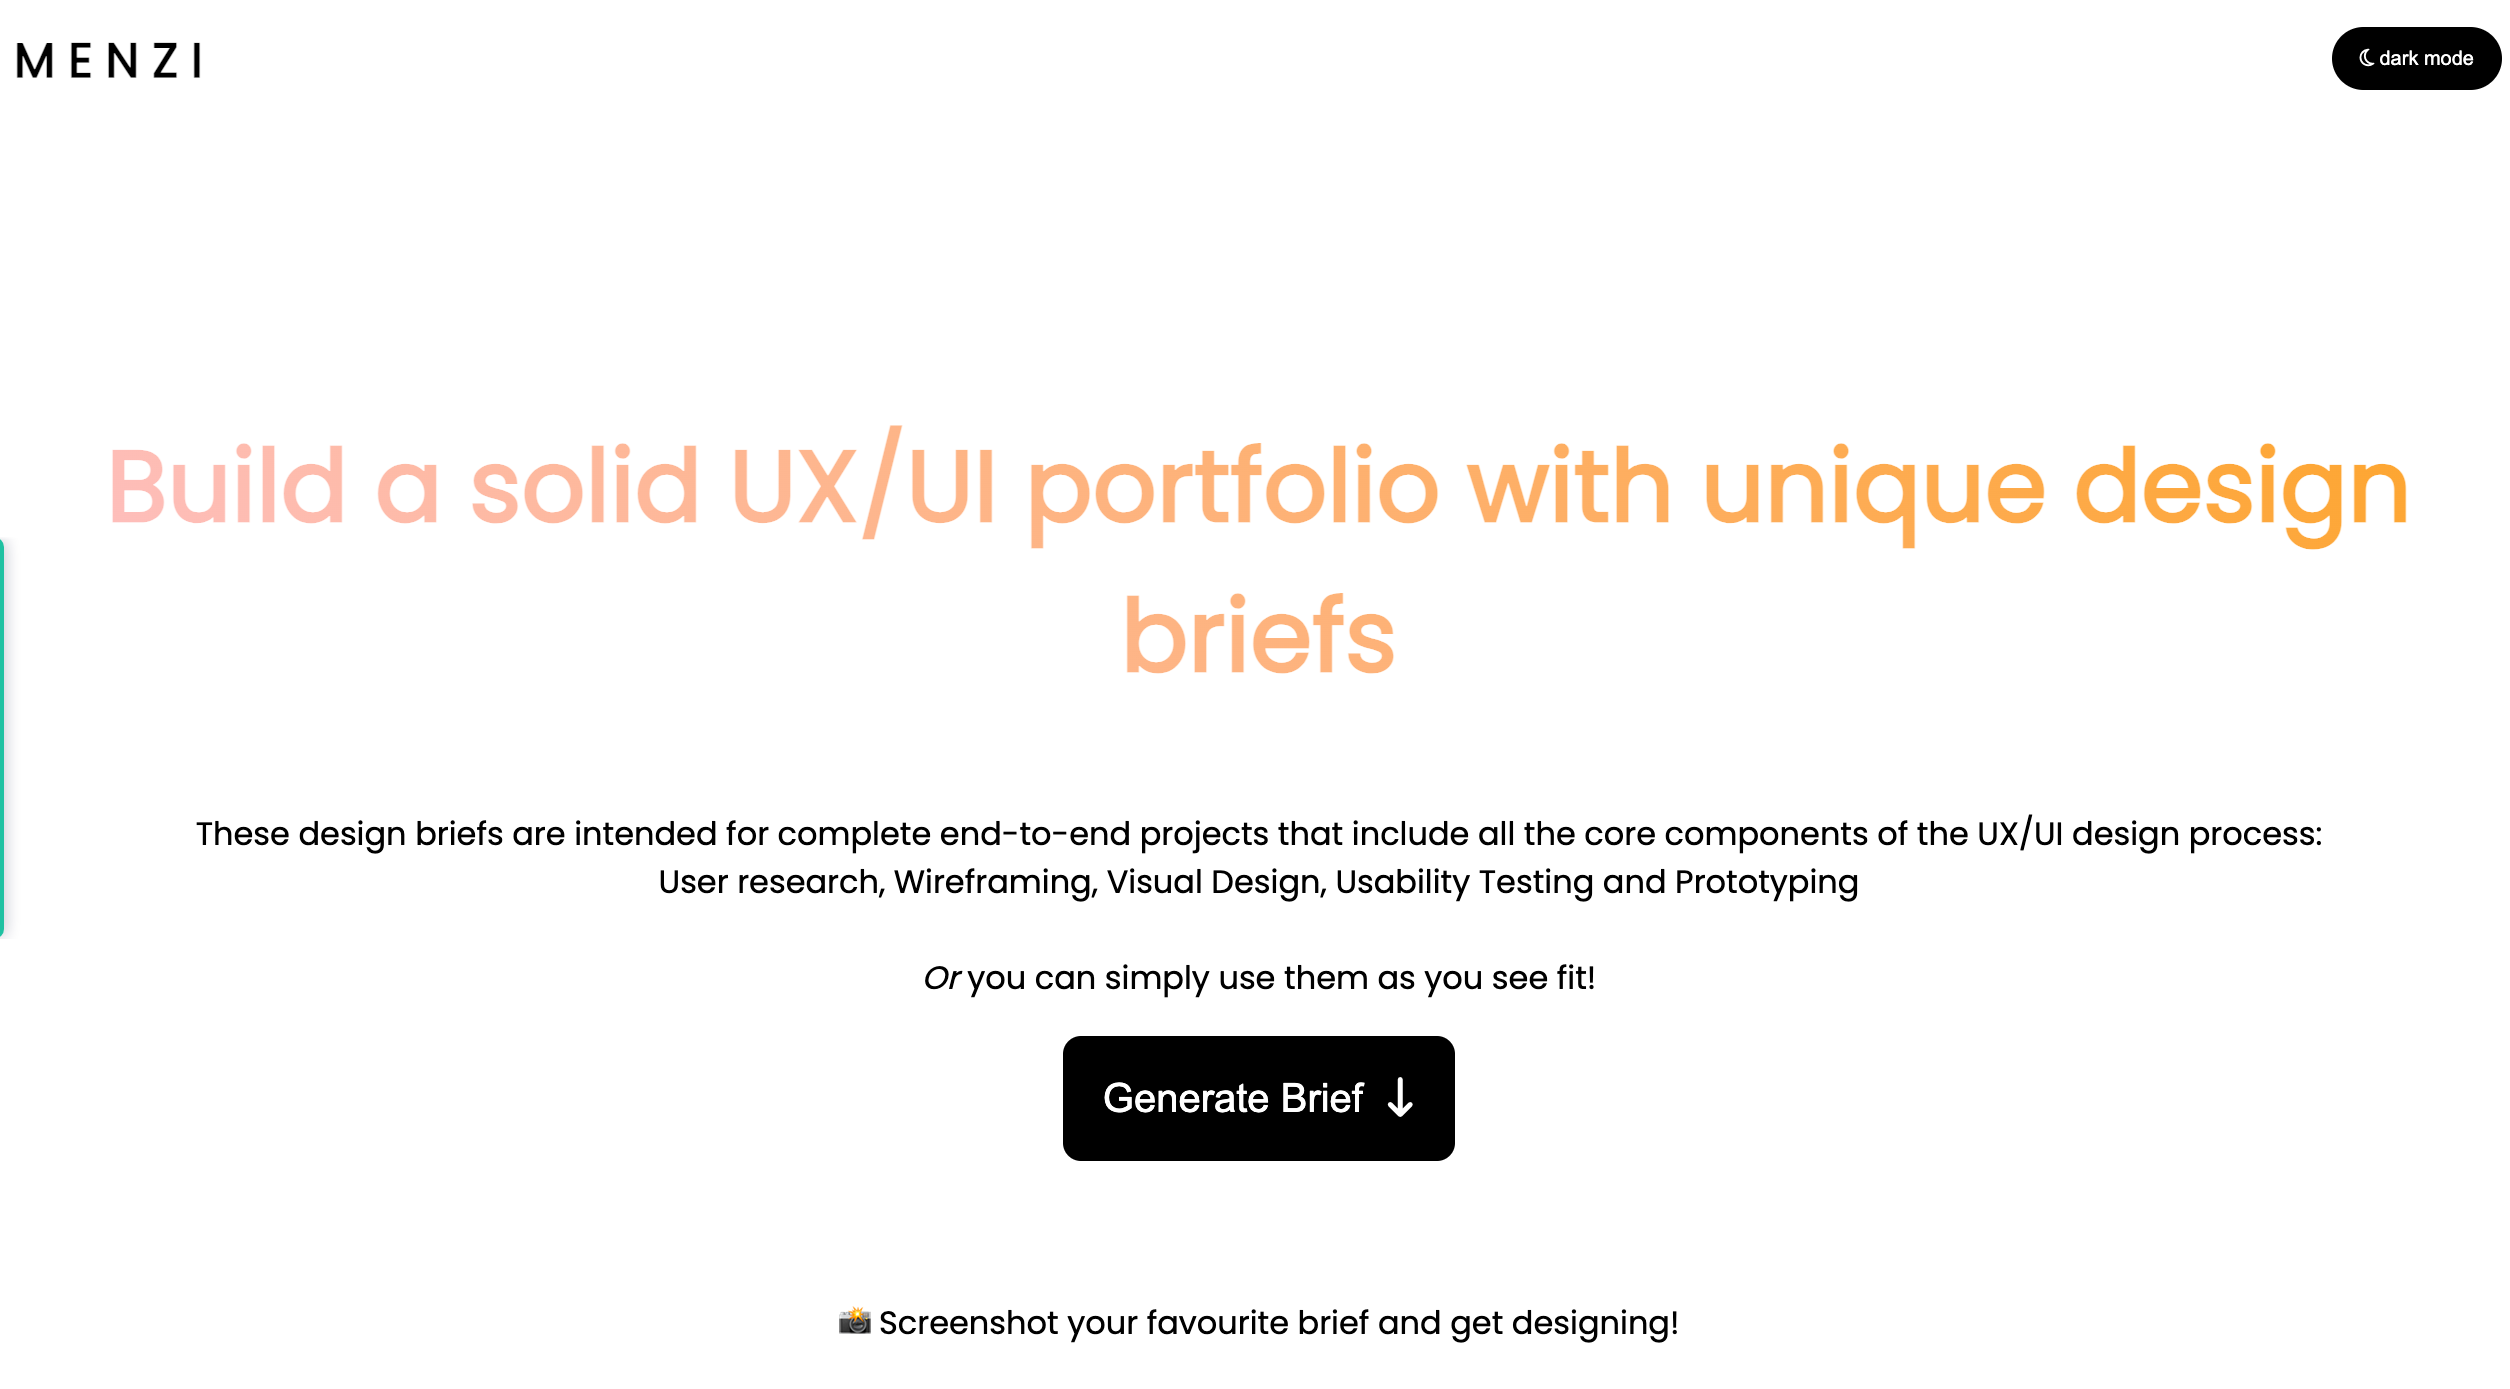 MENZI
dark mode
Build a solid UX/UI portfolio with unique design
briefs
These design briefs are intended for complete end-to-end projects that include all the core components of the UX/UI design process:
User research, Wireframing, Visual Design, Usability Testing and Prototyping
Or you can simply use them as you see fit!
Generate Brief ↓
📸 Screenshot your favourite brief and get designing!